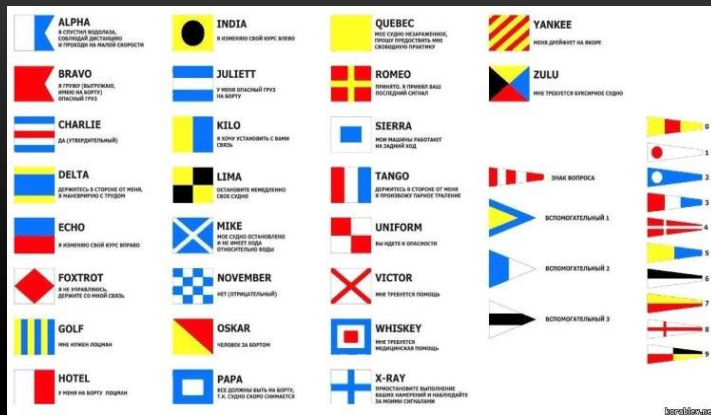 ALPHA
Я СПУСТИЛ ВОДОЛАЗА,
СОБЛЮДАЙ ДИСТАНЦИЮ
И ПРОХОДИ НА МАЛОЙ СКОРОСТИ
BRAVO
Я ГРУЖУ (ВЫГРУЖАЮ,
ИМЕЮ НА БОРТУ)
ОПАСНЫЙ ГРУЗ
CHARLIE
ДА (УТВЕРДИТЕЛЬНЫЙ)
DELTA
ДЕРЖИТЕСЬ В СТОРОНЕ ОТ МЕНЯ,
Я МАНЕВРИРУЮ С ТРУДОМ
ECHO
Я ИЗМЕНЯЮ СВОЙ КУРС ВПРАВО
FOXTROT
Я НЕ УПРАВЛЯЮСЬ,
ДЕРЖИТЕ СО МНОЙ СВЯЗЬ
GOLF
МНЕ НУЖЕН ЛОЦМАН
HOTEL
У МЕНЯ НА БОРТУ ЛОЦМАН
INDIA
Я ИЗМЕНЯЮ СВОЙ КУРС ВЛЕВО
JULIETT
У МЕНЯ ОПАСНЫЙ ГРУЗ
НА БОРТУ
KILO
Я ХОЧУ УСТАНОВИТЬ С ВАМИ
СВЯЗЬ
LIMA
ОСТАНОВИТЕ НЕМЕДЛЕННО
СВОЕ СУДНО
MIKE
МОЕ СУДНО ОСТАНОВЛЕНО
И НЕ ИМЕЕТ ХОДА
ОТНОСИТЕЛЬНО ВОДЫ
NOVEMBER
НЕТ (ОТРИЦАТЕЛЬНЫЙ)
OSKAR
ЧЕЛОВЕК ЗА БОРТОМ
PAPA
ВСЕ ДОЛЖНЫ БЫТЬ НА БОРТУ,
Т.К. СУДНО СКОРО СНИМАЕТСЯ
QUEBEC
МОЕ СУДНО НЕЗАРАЖЕННОЕ,
ПРОШУ ПРЕДОСТАВИТЬ МНЕ
СВОБОДНУЮ ПРАКТИКУ
ROMEO
ПРИНЯТО. Я ПРИНЯЛ ВАШ
ПОСЛЕДНИЙ СИГНАЛ
SIERRA
МОИ МАШИНЫ РАБОТАЮТ
НА ЗАДНИЙ ХОД
TANGO
ДЕРЖИТЕСЬ В СТОРОНЕ ОТ МЕНЯ
Я ПРОИЗВОЖУ ПАРНОЕ ТРАЛЕНИЕ
UNIFORM
ВЫ ИДЕТЕ К ОПАСНОСТИ
VICTOR
МНЕ ТРЕБУЕТСЯ ПОМОЩЬ
WHISKEY
МНЕ ТРЕБУЕТСЯ
МЕДИЦИНСКАЯ ПОМОЩЬ
X-RAY
ПРИОСТАНОВИТЕ ВЫПОЛНЕНИЕ
ВАШИХ НАМЕРЕНИЙ И НАБЛЮДАЙТЕ
ЗА МОИМИ СИГНАЛАМИ
YANKEE
МЕНЯ ДРЕЙФУЕТ НА ЯКОРЕ
ZULU
МНЕ ТРЕБУЕТСЯ БУКСИРНОЕ СУДНО
ЗНАК ВОПРОСА
ВСПОМОГАТЕЛЬНЫЙ 1
ВСПОМОГАТЕЛЬНЫЙ 2
ВСПОМОГАТЕЛЬНЫЙ 3
0
1
2
3
4
5
6
7
8
9